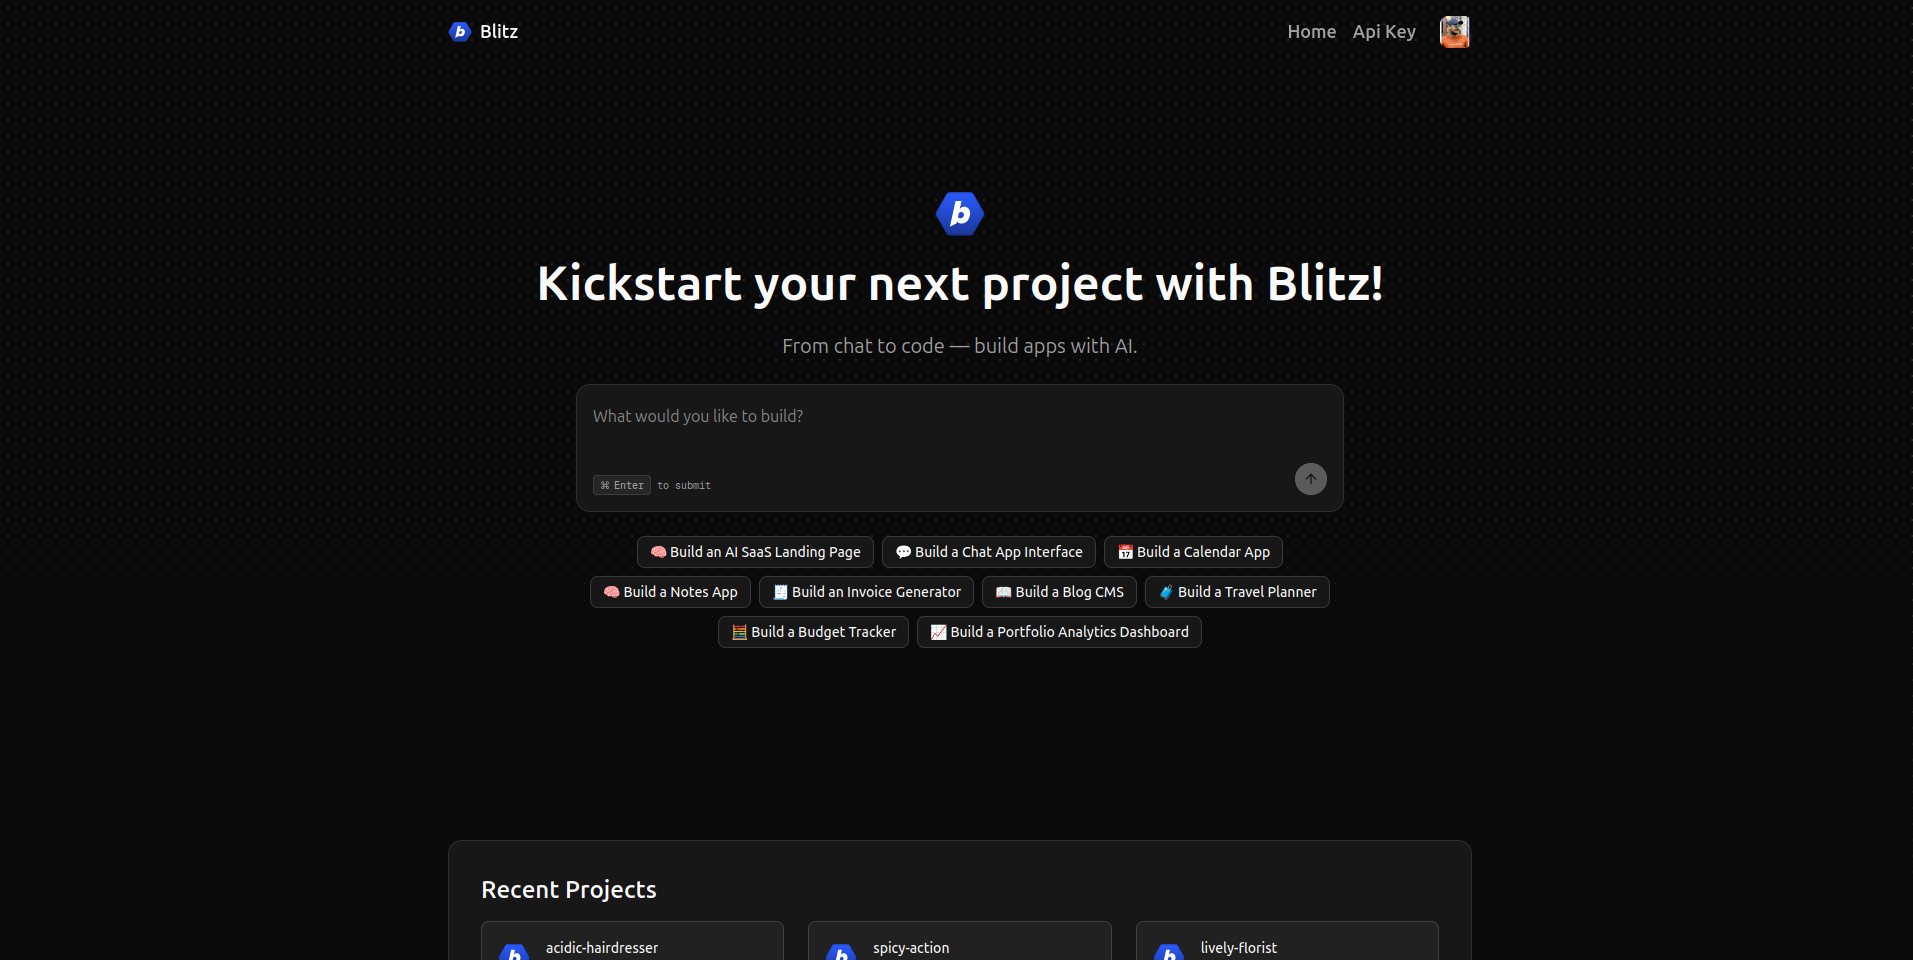 Blitz
Home Api Key
Kickstart your next project with Blitz!
From chat to code — build apps with AI.
What would you like to build?
⌘ Enter to submit
🧠 Build an AI SaaS Landing Page
💬 Build a Chat App Interface
📅 Build a Calendar App
🧠 Build a Notes App
🧾 Build an Invoice Generator
📖 Build a Blog CMS
🧳 Build a Travel Planner
🧮 Build a Budget Tracker
📈 Build a Portfolio Analytics Dashboard
Recent Projects
acidic-hairdresser
spicy-action
lively-florist